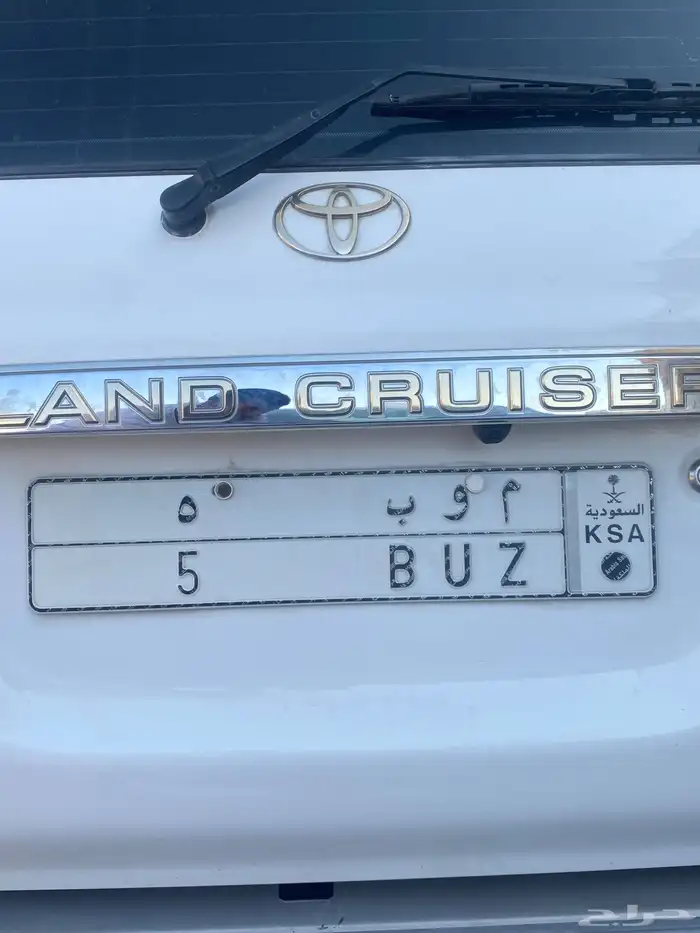 LAND CRUISER
م و ب ٥
السعودية
KSA
BUZ 5
حراج